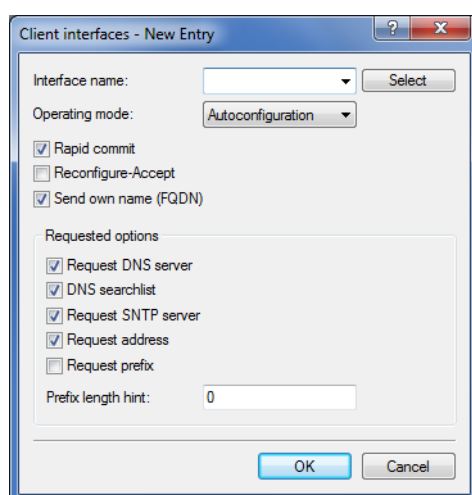 Client interfaces - New Entry
?
Interface name:
Select
Operating mode:
Autoconfiguration
Rapid commit
Reconfigure-Accept
Send own name (FQDN)
Requested options
Request DNS server
DNS searchlist
Request SNTP server
Request address
Request prefix
Prefix length hint:
0
OK
Cancel